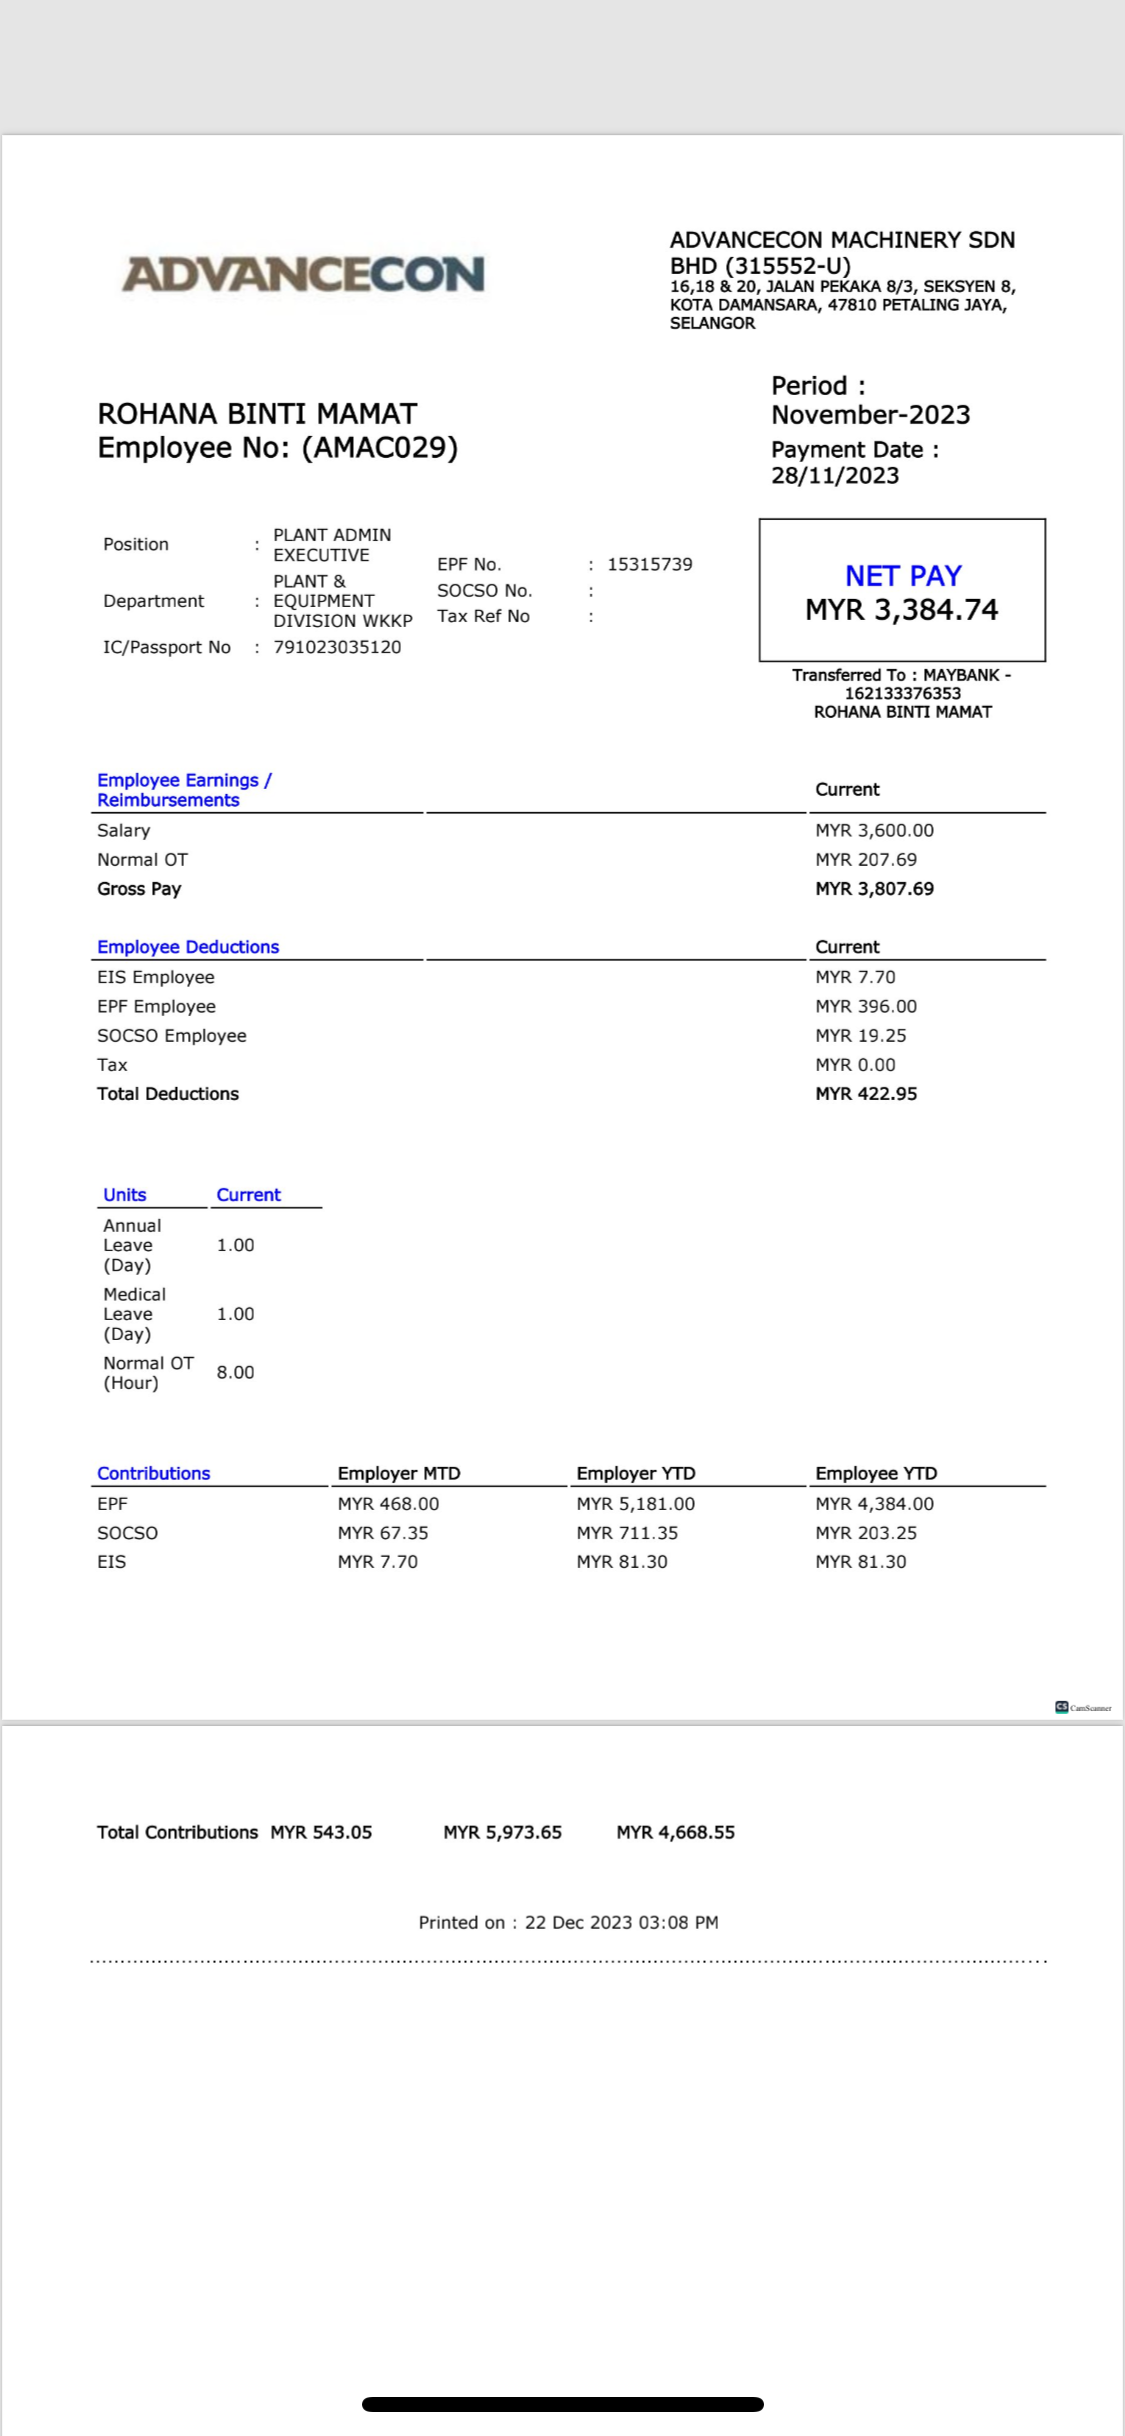 ADVANCECON
ADVANCECON MACHINERY SDN
BHD (315552-U)
16,18 & 20, JALAN PEKAKA 8/3, SEKSYEN 8,
KOTA DAMANSARA, 47810 PETALING JAYA,
SELANGOR
ROHANA BINTI MAMAT
Employee No: (AMAC029)
Period :
November-2023
Payment Date :
28/11/2023
Position : PLANT ADMIN
EXECUTIVE
Department : PLANT &
EQUIPMENT
DIVISION WKKP
IC/Passport No : 791023035120
EPF No. : 15315739
SOCSO No. :
Tax Ref No :
NET PAY
MYR 3,384.74
Transferred To : MAYBANK -
162133376353
ROHANA BINTI MAMAT
Employee Earnings /
Reimbursements Current
Salary MYR 3,600.00
Normal OT MYR 207.69
Gross Pay MYR 3,807.69
Employee Deductions Current
EIS Employee MYR 7.70
EPF Employee MYR 396.00
SOCSO Employee MYR 19.25
Tax MYR 0.00
Total Deductions MYR 422.95
Units Current
Annual
Leave
(Day) 1.00
Medical
Leave
(Day) 1.00
Normal OT
(Hour) 8.00
Contributions Employer MTD Employer YTD Employee YTD
EPF MYR 468.00 MYR 5,181.00 MYR 4,384.00
SOCSO MYR 67.35 MYR 711.35 MYR 203.25
EIS MYR 7.70 MYR 81.30 MYR 81.30
CS CamScanner
Total Contributions MYR 543.05 MYR 5,973.65 MYR 4,668.55
Printed on : 22 Dec 2023 03:08 PM